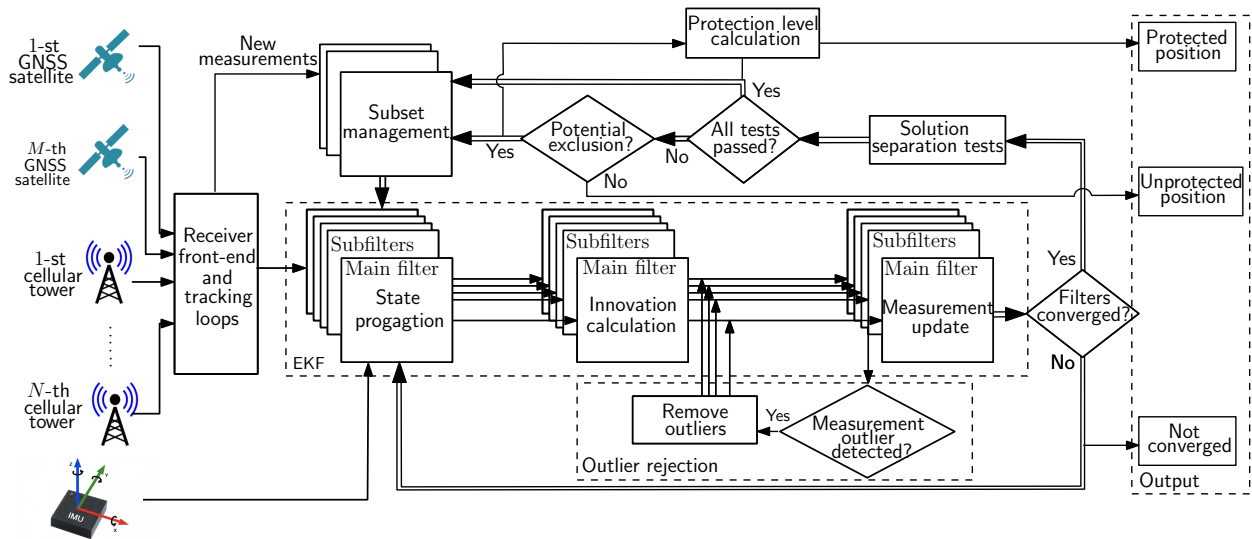 1-st
GNSS
satellite
M-th
GNSS
satellite
1-st
cellular
tower
N-th
cellular
tower
Z
Y
X
IMU
Receiver
front-end
and
tracking
loops
New
measurements
Subset
management
Protection level
calculation
Potential
exclusion?
Yes
No
All tests
passed?
Yes
No
Solution
separation tests
Subfilters
Main filter
State
progagtion
Subfilters
Main filter
Innovation
calculation
Subfilters
Main filter
Measurement
update
EKF
Filters
converged?
Yes
No
Remove
outliers
Yes
Measurement
outlier
detected?
Outlier rejection
Protected
position
Unprotected
position
Not
converged
Output